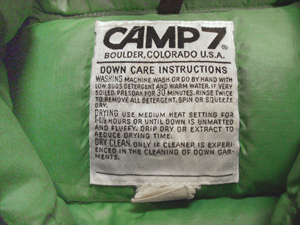 CAMP 7®
BOULDER, COLORADO U.S.A.
DOWN CARE INSTRUCTIONS
WASHING MACHINE WASH OR DO BY HAND WITH
LOW SUDS DETERGENT AND WARM WATER. IF VERY
SOILED, PRESOAK FOR 30 MINUTES. RINSE TWICE
TO REMOVE ALL DETERGENT. SPIN OR SQUEEZE
DRY.
DRYING USE MEDIUM HEAT SETTING FOR
HOURS OR UNTIL DOWN IS UNMATTED
AND FLUFFY. DRIP DRY OR EXTRACT TO
REDUCE DRYING TIME.
DRY CLEAN ONLY IF CLEANER IS EXPERI-
ENCED IN THE CLEANING OF DOWN GAR-
MENTS.